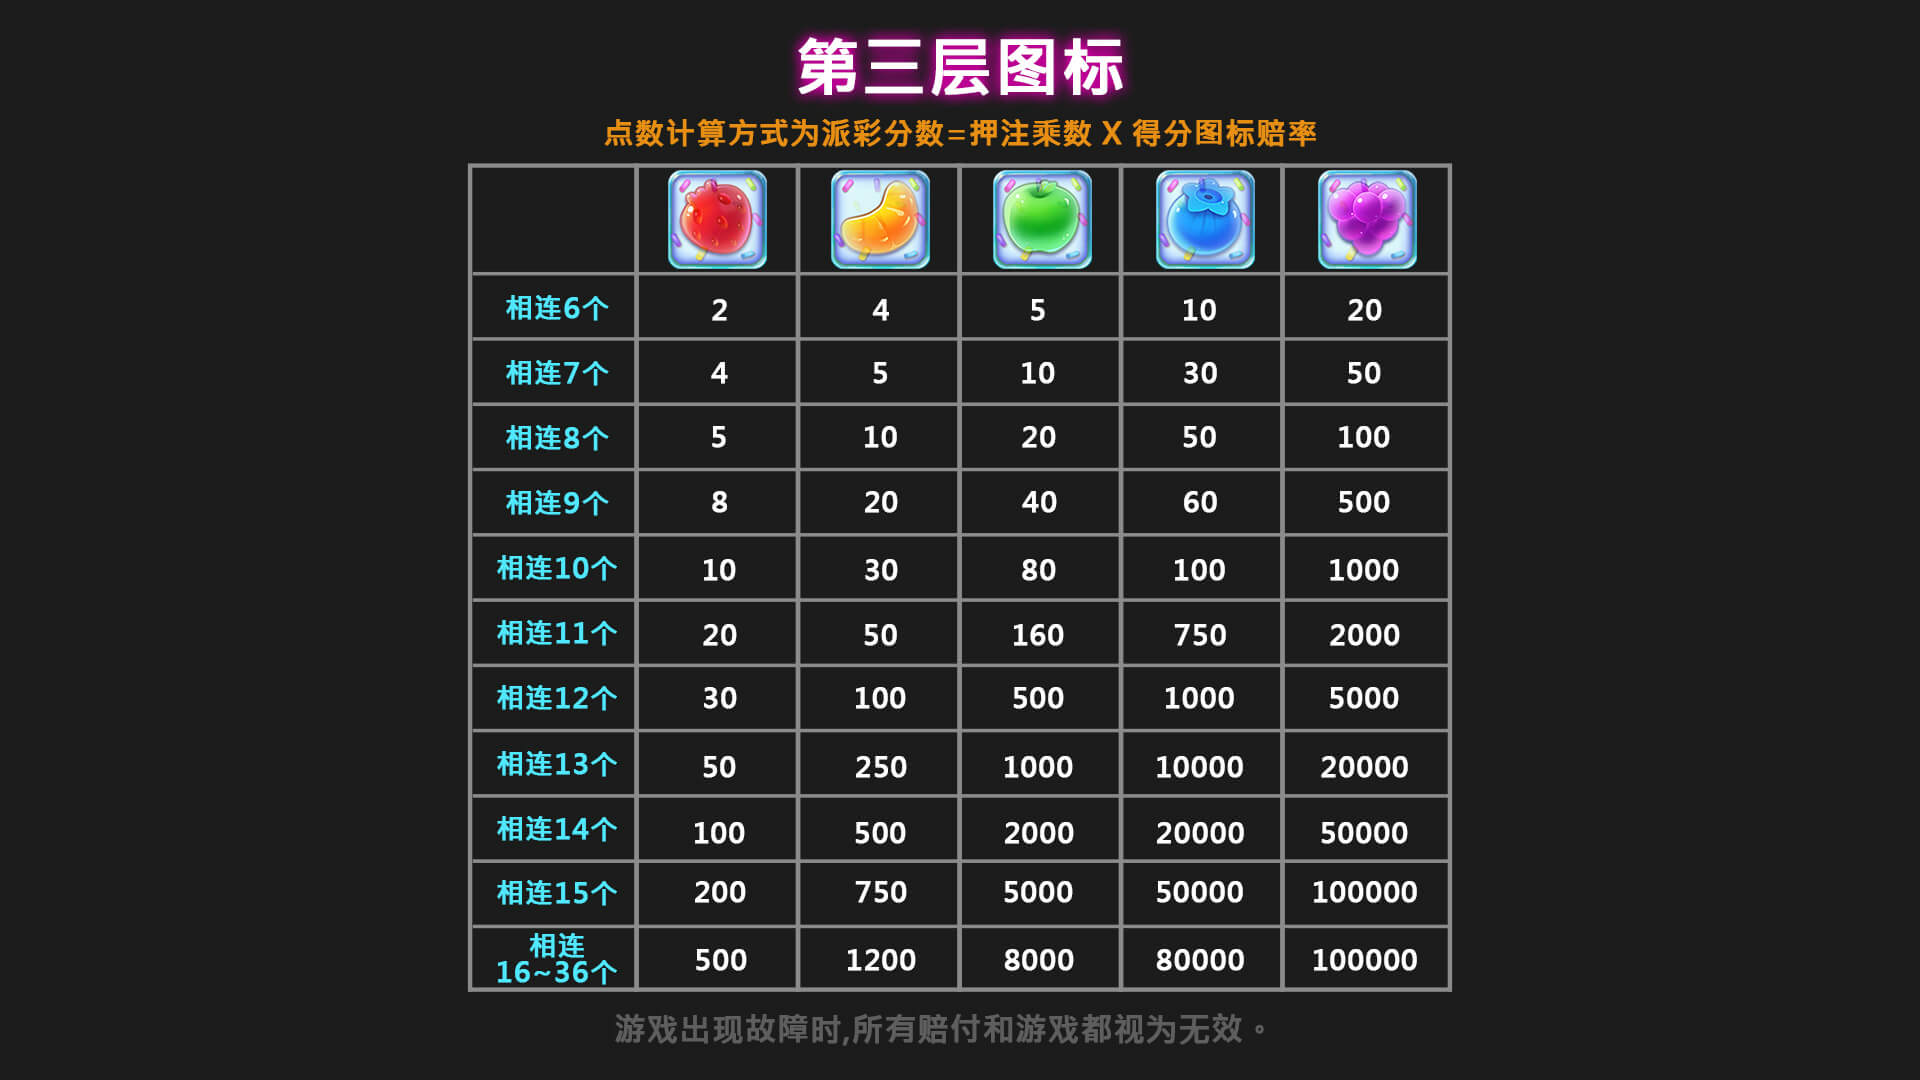 第三层图标
点数计算方式为派彩分数=押注乘数 X 得分图标赔率
相连6个 2 4 5 10 20
相连7个 4 5 10 30 50
相连8个 5 10 20 50 100
相连9个 8 20 40 60 500
相连10个 10 30 80 100 1000
相连11个 20 50 160 750 2000
相连12个 30 100 500 1000 5000
相连13个 50 250 1000 10000 20000
相连14个 100 500 2000 20000 50000
相连15个 200 750 5000 50000 100000
相连
16~36个 500 1200 8000 80000 100000
游戏出现故障时,所有赔付和游戏都视为无效。